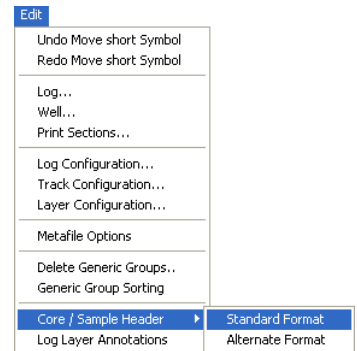 Edit
Undo Move short Symbol
Redo Move short Symbol
Log...
Well...
Print Sections...
Log Configuration...
Track Configuration...
Layer Configuration...
Metafile Options
Delete Generic Groups..
Generic Group Sorting
Core / Sample Header
Standard Format
Log Layer Annotations
Alternate Format